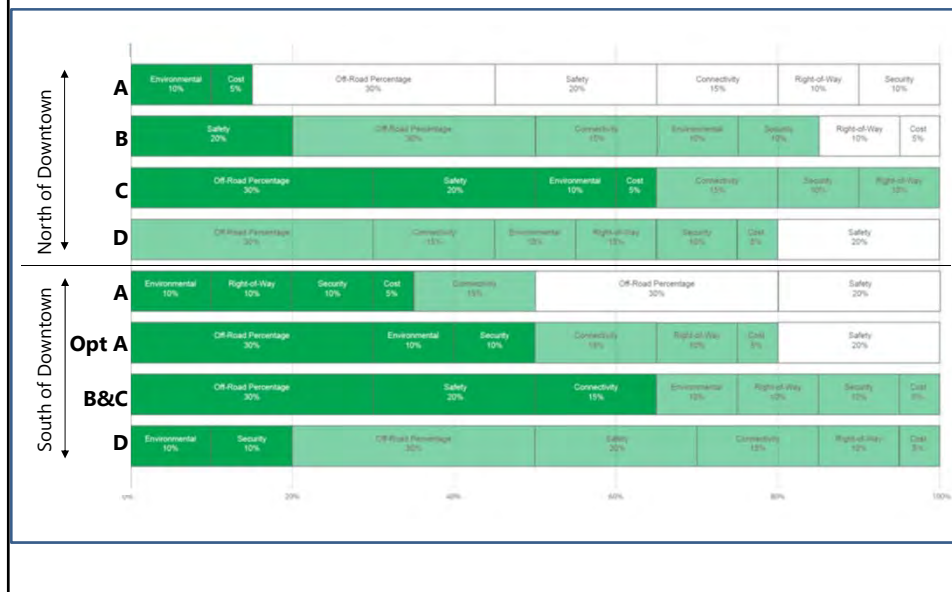 North of Downtown
A
Environmental 10%
Cost 5%
Off-Road Percentage 30%
Safety 20%
Connectivity 15%
Right-of-Way 10%
Security 10%
B
Safety 20%
Off-Road Percentage 30%
Connectivity 15%
Environmental 10%
Security 10%
Right-of-Way 10%
Cost 5%
C
Off-Road Percentage 30%
Safety 20%
Environmental 10%
Cost 5%
Connectivity 15%
Security 10%
Right-of-Way 10%
D
Off-Road Percentage 30%
Connectivity 15%
Environmental 10%
Right-of-Way
Security 10%
Cost 5%
Safety 20%
South of Downtown
A
Environmental 10%
Right-of-Way 10%
Security 10%
Cost 5%
Connectivity 15%
Off-Road Percentage 30%
Safety 20%
Opt A
Off-Road Percentage 30%
Environmental 10%
Security 10%
Connectivity 15%
Right-of-Way 10%
Cost 5%
Safety 20%
B&C
Off-Road Percentage 30%
Safety 20%
Connectivity 15%
Environmental 10%
Right-of-Way 10%
Security 10%
Cost 5%
D
Environmental 10%
Security 10%
Off-Road Percentage 30%
Safety 20%
Connectivity 15%
Right-of-Way 10%
Cost 5%
20%
40%
60%
80%
100%